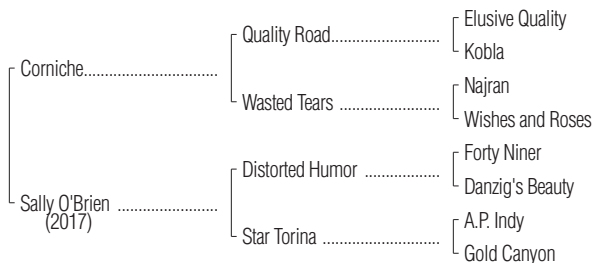 Elusive Quality
Quality Road
Kobla
Corniche
Najran
Wasted Tears
Wishes and Roses
Forty Niner
Distorted Humor
Danzig's Beauty
Sally O'Brien
(2017)
A.P. Indy
Star Torina
Gold Canyon